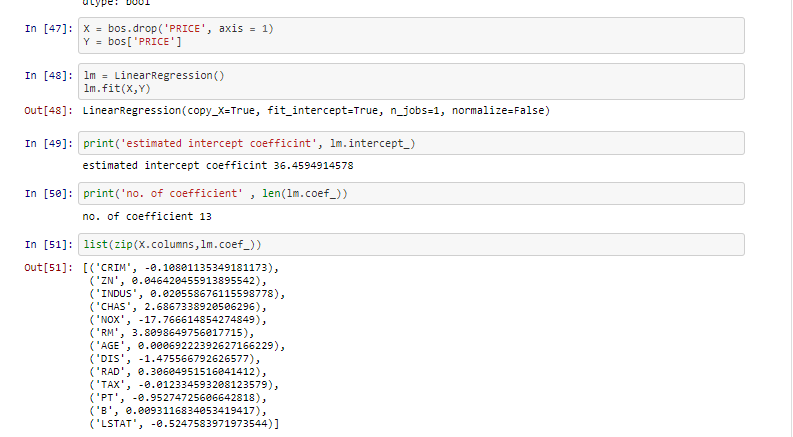 dtype: bool
In [47]: X = bos.drop('PRICE', axis = 1)
Y = bos['PRICE']
In [48]: lm = LinearRegression()
lm.fit(X,Y)
Out[48]: LinearRegression(copy_X=True, fit_intercept=True, n_jobs=1, normalize=False)
In [49]: print('estimated intercept coefficint', lm.intercept_)
estimated intercept coefficint 36.4594914578
In [50]: print('no. of coefficient' , len(lm.coef_))
no. of coefficient 13
In [51]: list(zip(X.columns,lm.coef_))
Out[51]: [('CRIM', -0.10801135349181173),
('ZN', 0.046420455913895542),
('INDUS', 0.020558676115598778),
('CHAS', 2.6867338920506296),
('NOX', -17.766614854274849),
('RM', 3.8098649756017715),
('AGE', 0.00069222392627166229),
('DIS', -1.475566792626577),
('RAD', 0.30604951516041412),
('TAX', -0.012334593208123579),
('PT', -0.95274725606642818),
('B', 0.0093116834053419417),
('LSTAT', -0.5247583971973544)]